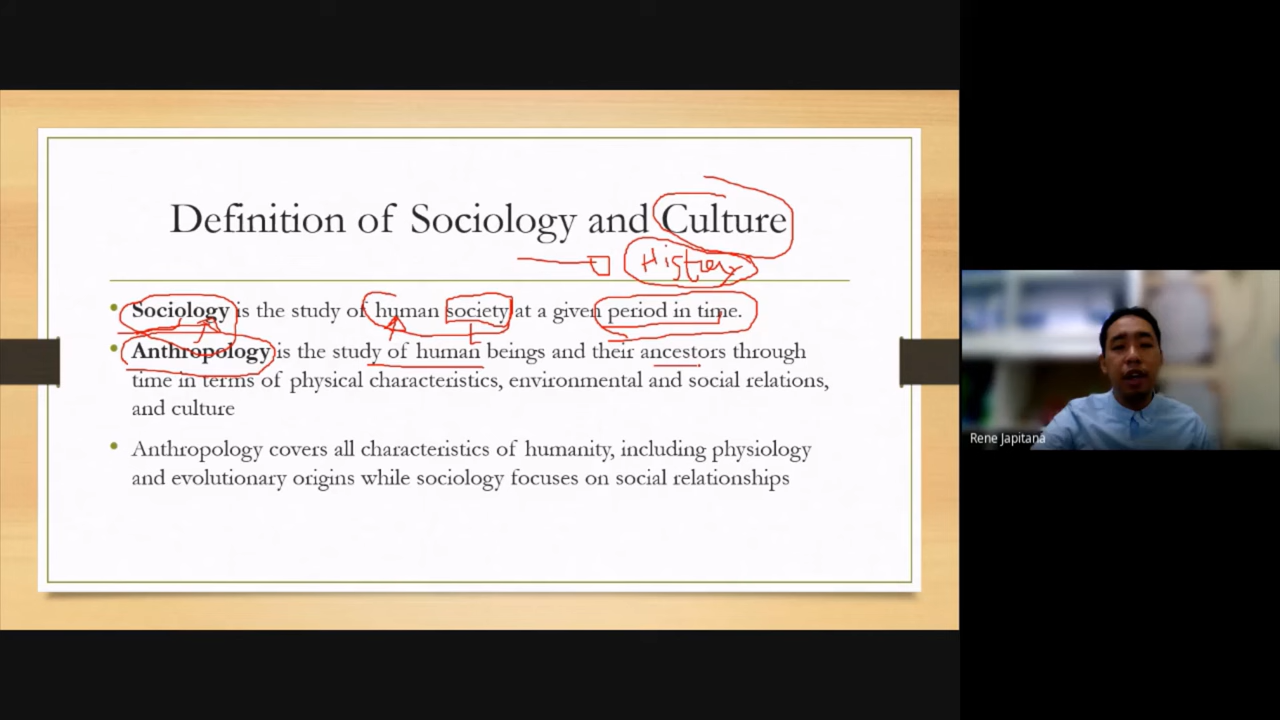 Definition of Sociology and Culture
History
• Sociology is the study of human society at a given period in time.
• Anthropology is the study of human beings and their ancestors through
time in terms of physical characteristics, environmental and social relations,
and culture
• Anthropology covers all characteristics of humanity, including physiology
and evolutionary origins while sociology focuses on social relationships
Rene Japitana